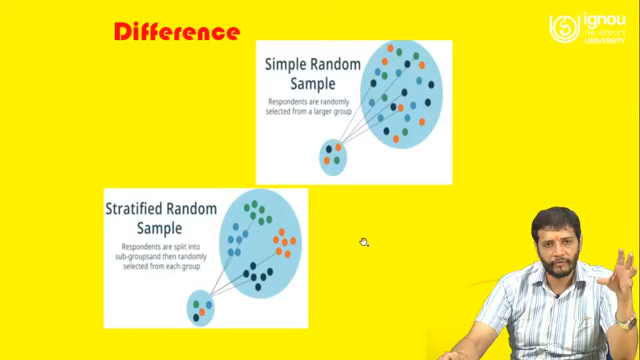 Difference
ignou
THE PEOPLE'S
UNIVERSITY
Simple Random
Sample
Respondents are randomly
selected from a larger group
Stratified Random
Sample
Respondents are split into
sub-groupsand then randomly
selected from each group